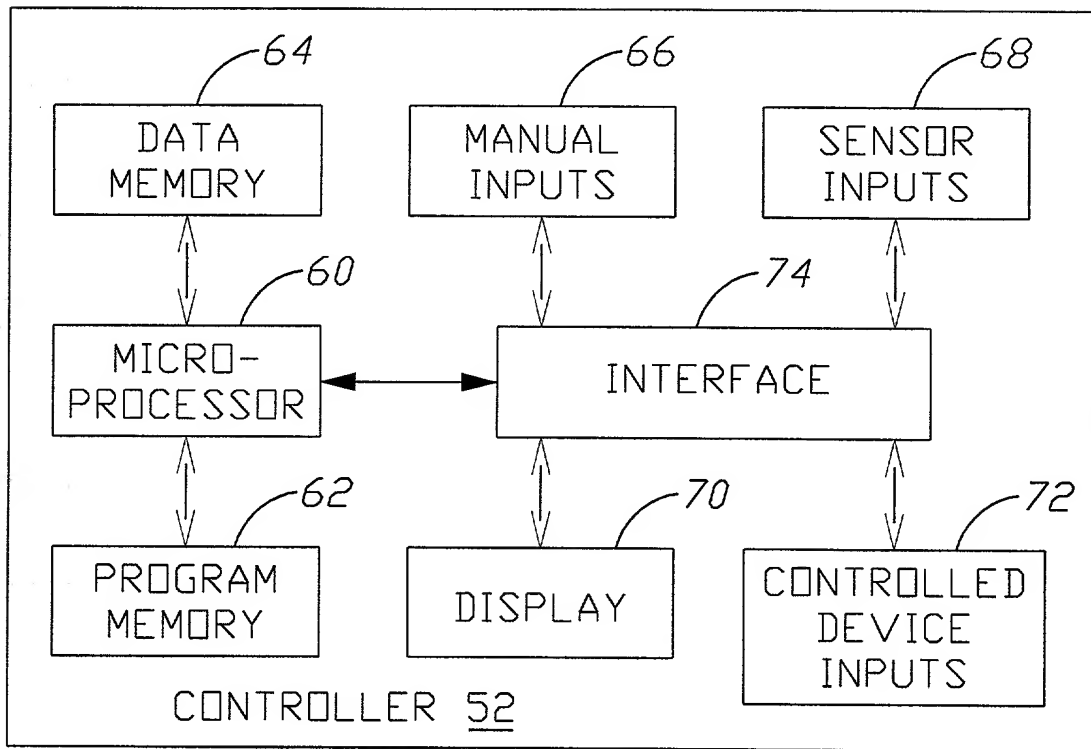 64
66
68
DATA
MEMORY
MANUAL
INPUTS
SENSOR
INPUTS
60
74
MICRO-
PROCESSOR
INTERFACE
62
70
72
PROGRAM
MEMORY
DISPLAY
CONTROLLED
DEVICE
INPUTS
CONTROLLER 52